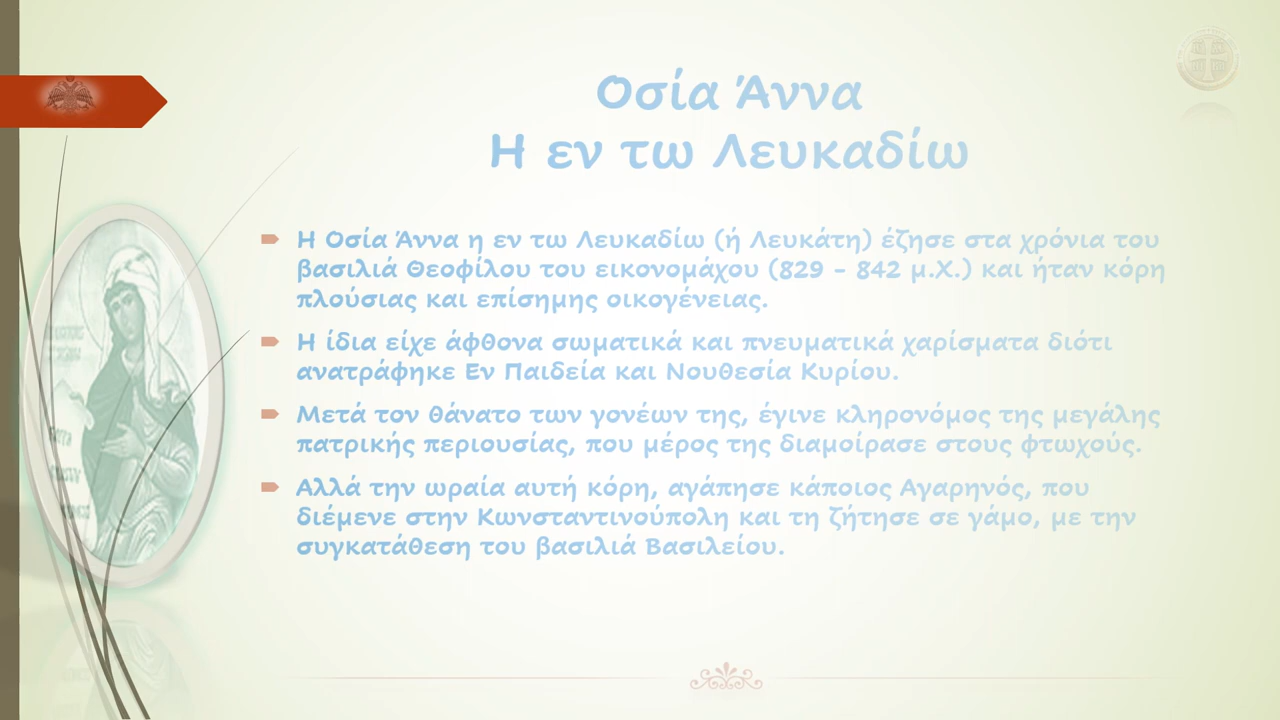 Οσία Άννα
Η εν τω Λευκαδίω
Η Οσία Άννα η εν τω Λευκαδίω (ή Λευκάτη) έζησε στα χρόνια του
βασιλιά Θεοφίλου του εικονομάχου (829 – 842 μ.Χ.) και ήταν κόρη
πλούσιας και επίσημης οικογένειας.
Η ίδια είχε άφθονα σωματικά και πνευματικά χαρίσματα διότι
ανατράφηκε Εν Παιδεία και Νουθεσία Κυρίου.
Μετά τον θάνατο των γονέων της, έγινε κληρονόμος της μεγάλης
πατρικής περιουσίας, που μέρος της διαμοίρασε στους φτωχούς.
Αλλά την ωραία αυτή κόρη, αγάπησε κάποιος Αγαρηνός, που
διέμενε στην Κωνσταντινούπολη και τη ζήτησε σε γάμο, με την
συγκατάθεση του βασιλιά Βασιλείου.